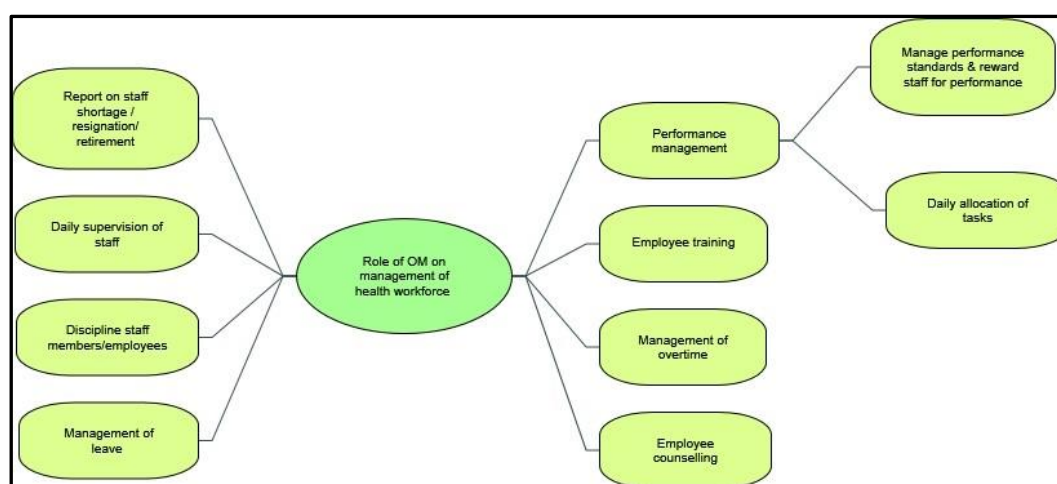 Report on staff
shortage /
resignation/
retirement
Daily supervision of
staff
Discipline staff
members/employees
Management of
leave
Role of OM on
management of
health workforce
Performance
management
Employee training
Management of
overtime
Employee
counselling
Manage performance
standards & reward
staff for performance
Daily allocation of
tasks